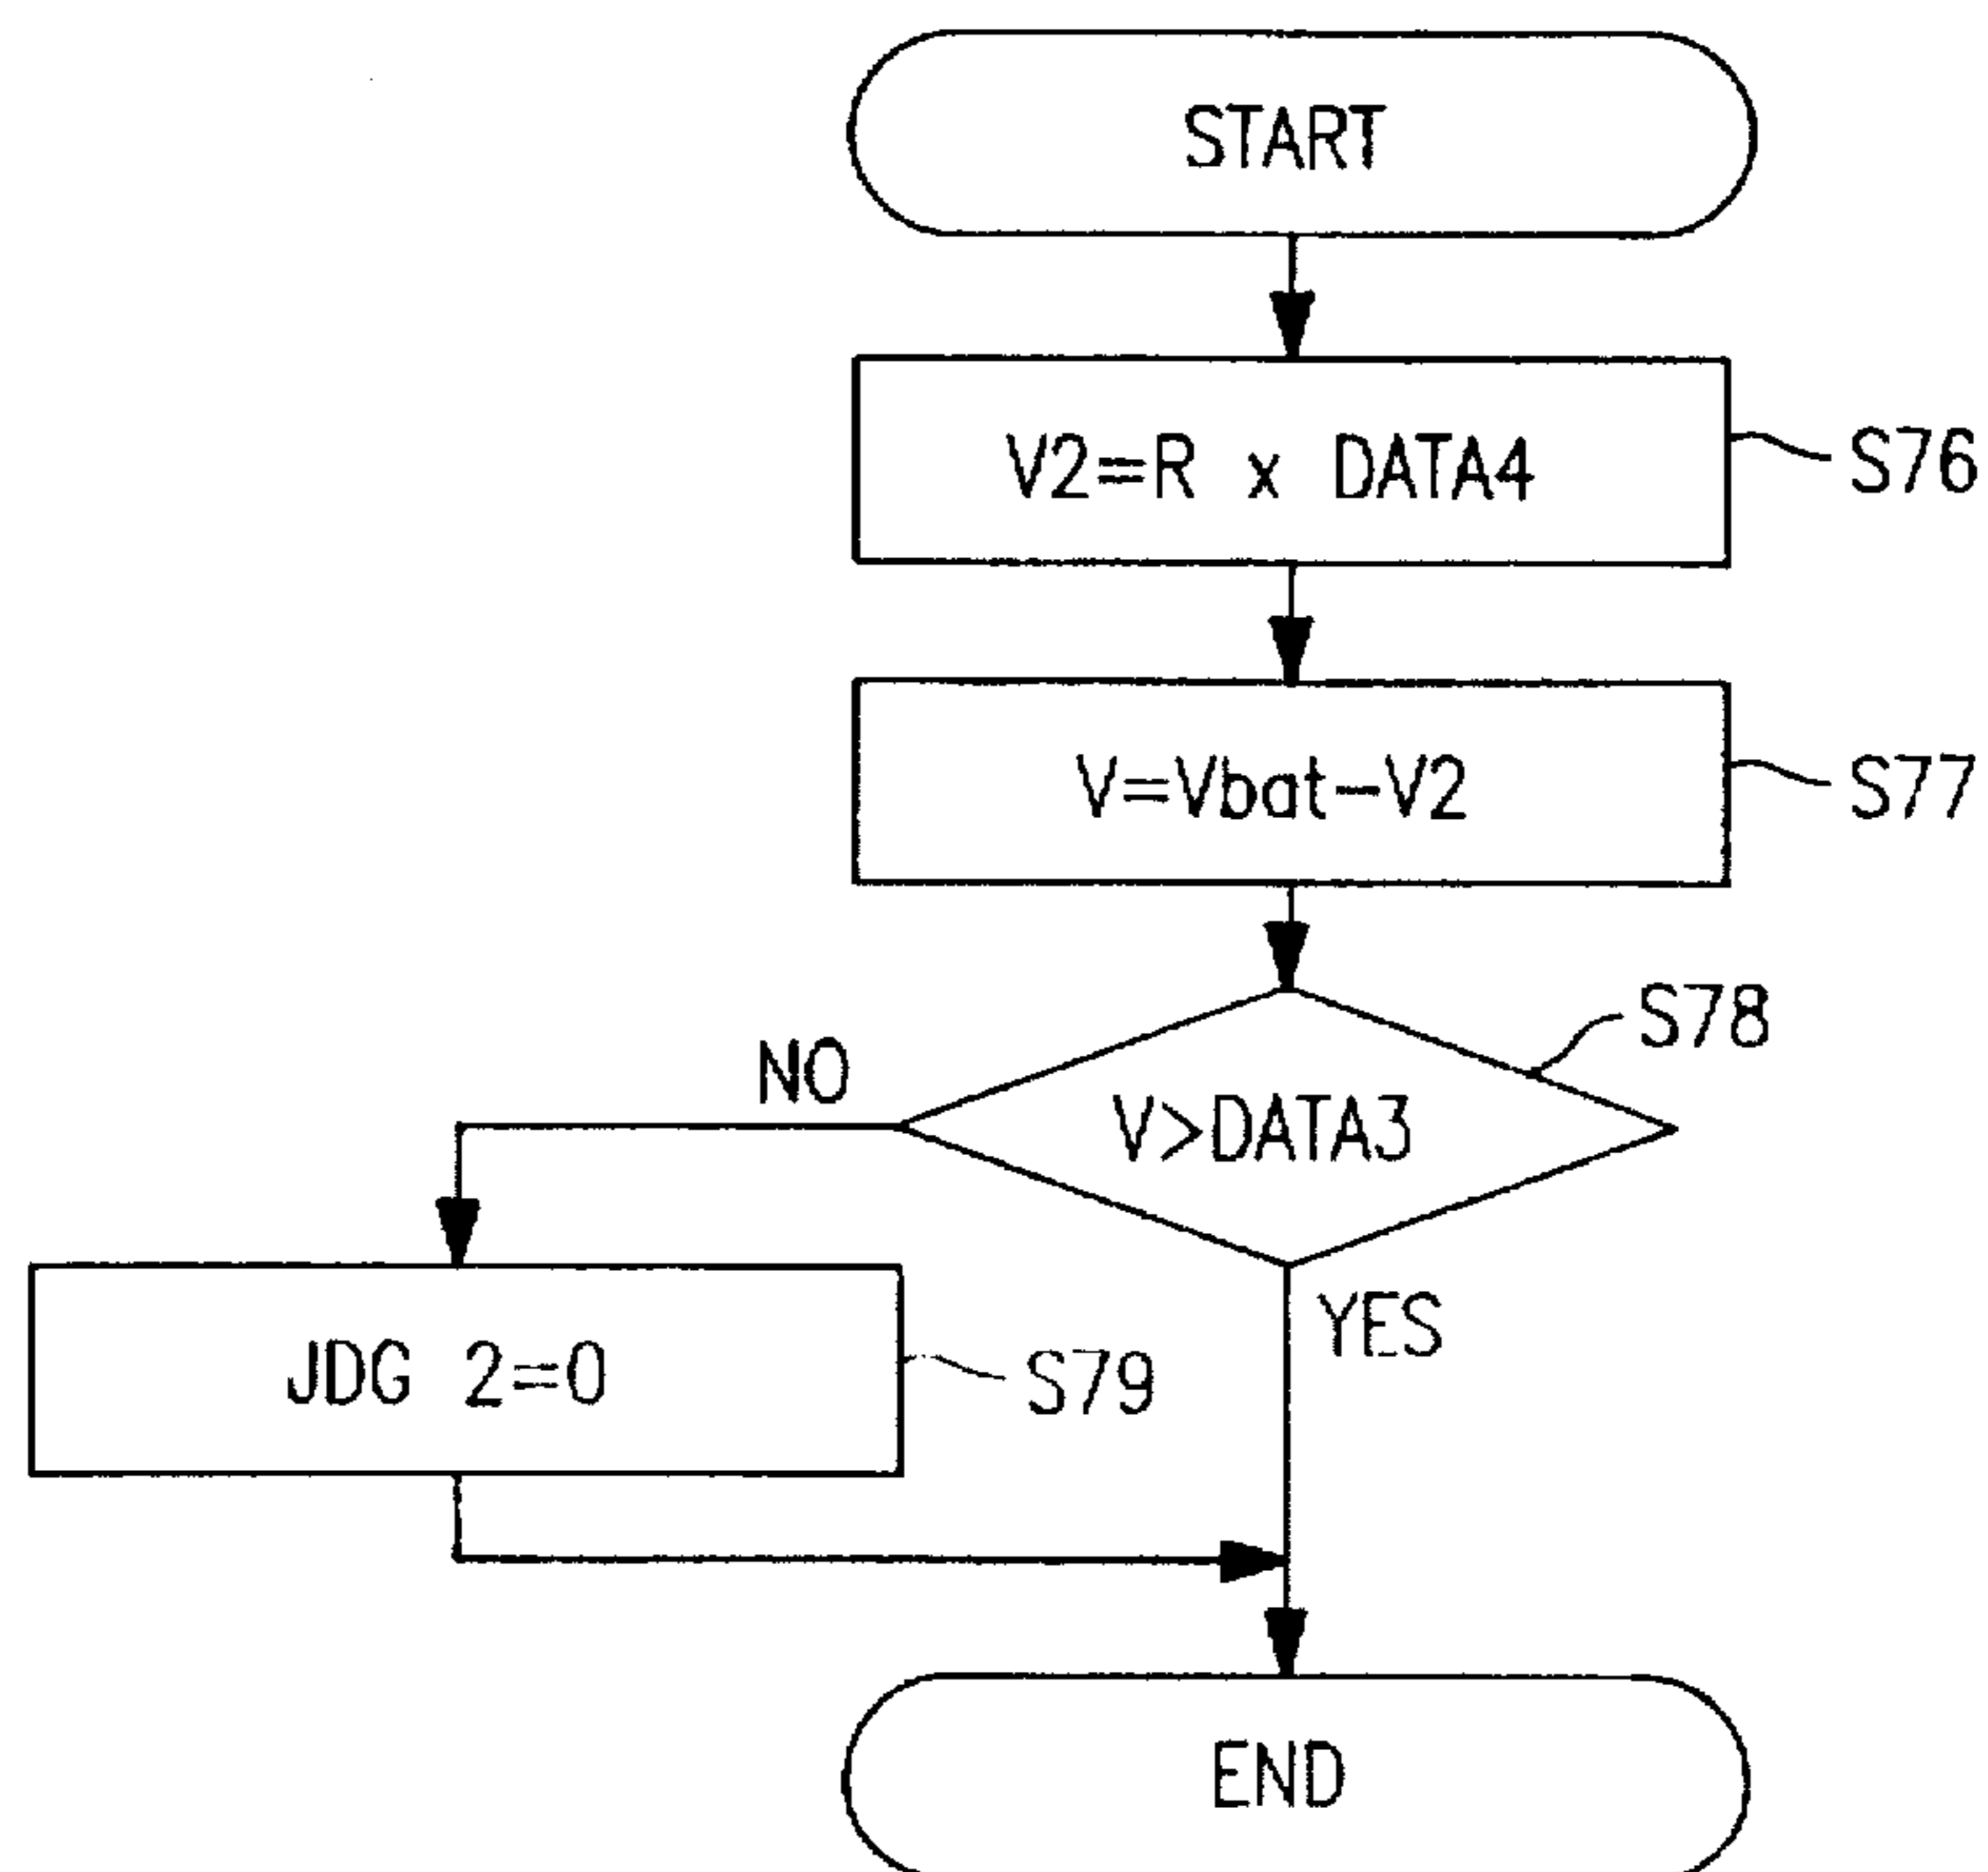 START
V2=R x DATA4
S76
V=Vbat-V2
S77
S78
NO
V>DATA3
YES
JDG 2=0
S79
END